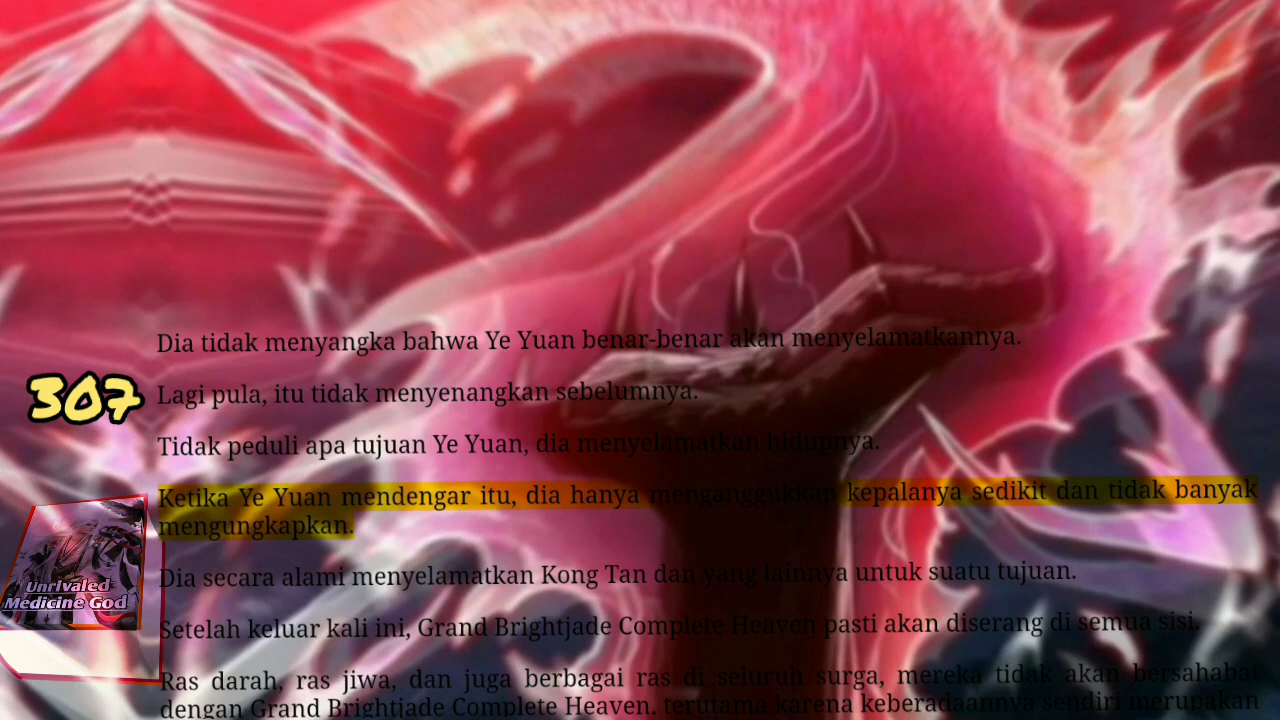 Dia tidak menyangka bahwa Ye Yuan benar-benar akan menyelamatkannya.
307
Lagi pula, itu tidak menyenangkan sebelumnya.
Tidak peduli apa tujuan Ye Yuan, dia menyelamatkan hidupnya.
Ketika Ye Yuan mendengar itu, dia hanya menganggukkan kepalanya sedikit dan tidak banyak
mengungkapkan.
Unrivaled
Medicine God
Dia secara alami menyelamatkan Kong Tan dan yang lainnya untuk suatu tujuan.
Setelah keluar kali ini, Grand Brightjade Complete Heaven pasti akan diserang di semua sisi.
Ras darah, ras jiwa, dan juga berbagai ras di seluruh surga, mereka tidak akan bersahabat
dengan Grand Brightjade Complete Heaven, terutama karena keberadaannya sendiri merupakan